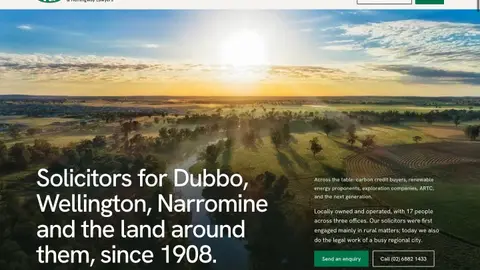 & Hemingway Lawyers
Solicitors for Dubbo,
Wellington, Narromine
and the land around
them, since 1908.
Across the table: carbon credit buyers, renewable
energy proponents, exploration companies, ARTC,
and the next generation.
Locally owned and operated, with 17 people
across three offices. Our solicitors were first
engaged mainly in rural matters; today we also
do the legal work of a busy regional city.
Send an enquiry
Call (02) 6882 1433